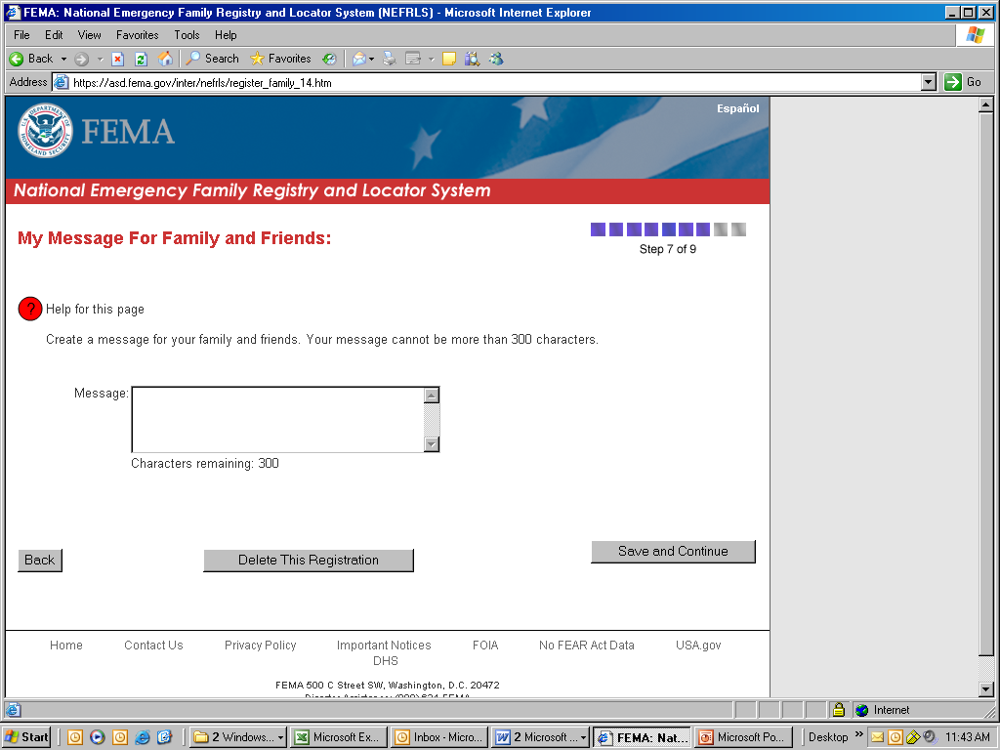 FEMA: National Emergency Family Registry and Locator System (NEFRLS) - Microsoft Internet Explorer
File Edit View Favorites Tools Help
Back Search Favorites
Address https://asd.fema.gov/inter/nefrls/register_family_14.htm Go
Español
U.S. DEPARTMENT OF HOMELAND SECURITY
FEMA
National Emergency Family Registry and Locator System
My Message For Family and Friends:
Step 7 of 9
? Help for this page
Create a message for your family and friends. Your message cannot be more than 300 characters.
Message:
Characters remaining: 300
Back Delete This Registration Save and Continue
Home Contact Us Privacy Policy Important Notices FOIA No FEAR Act Data USA.gov
DHS
FEMA 500 C Street SW, Washington, D.C. 20472
Internet
Start 2 Windows... Microsoft Ex... Inbox - Micro... 2 Microsoft ... FEMA: Nat... Microsoft Po... Desktop » 11:43 AM